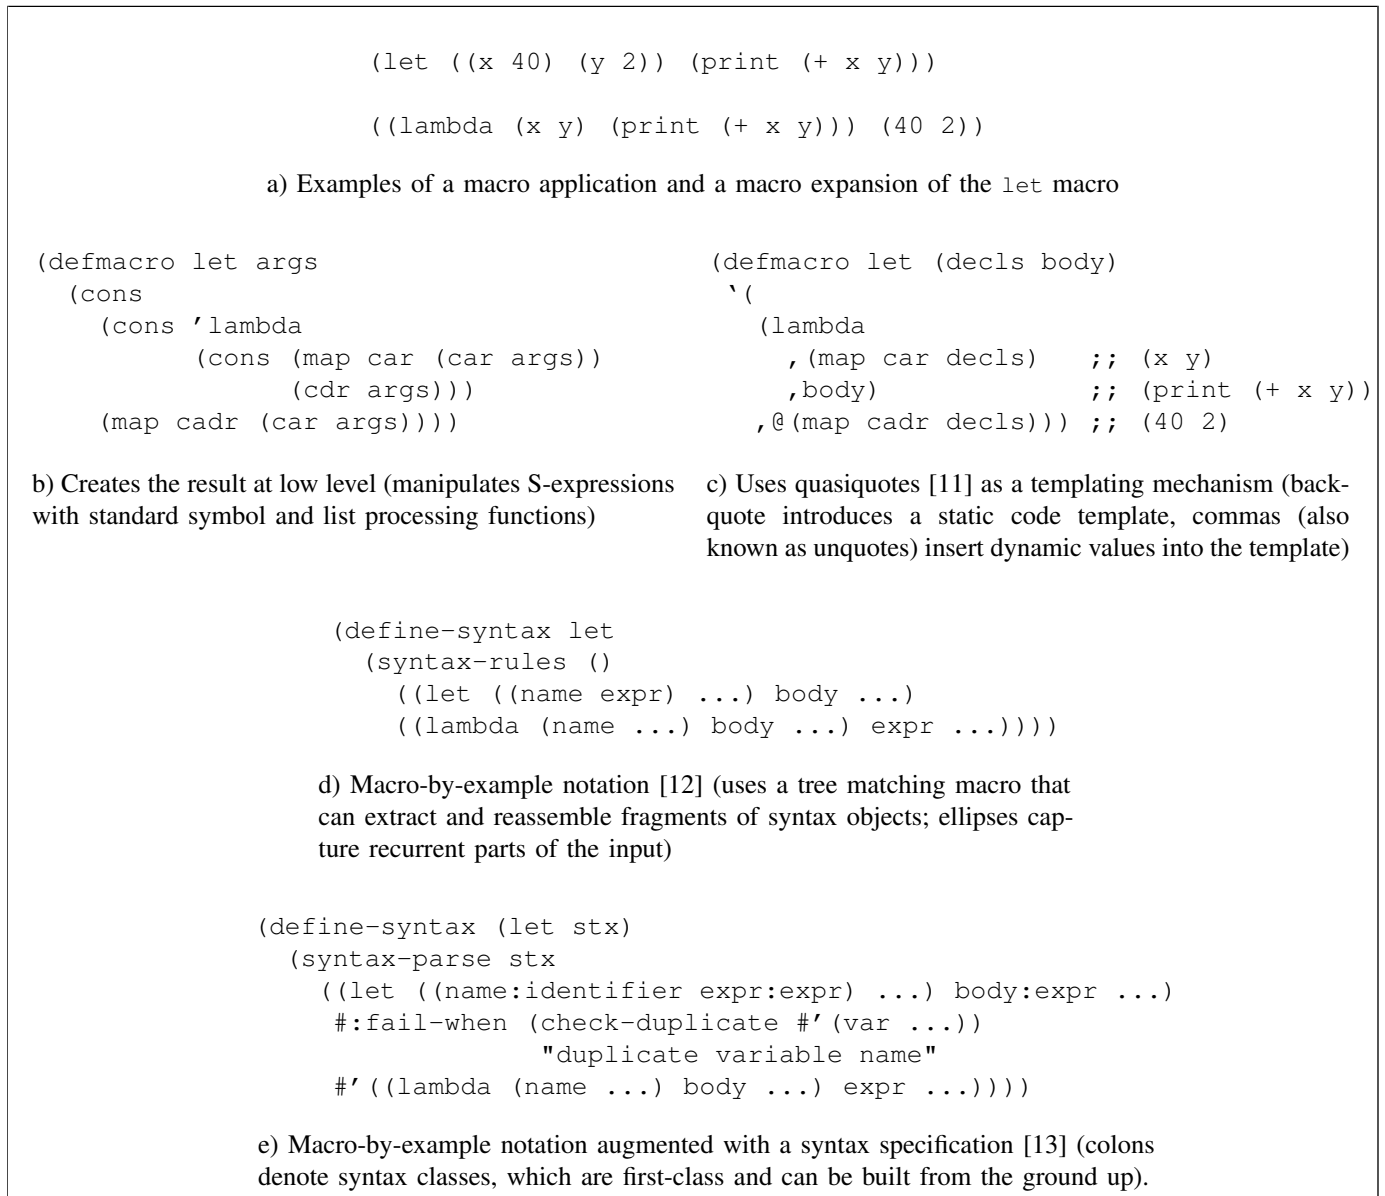 (let ((x 40) (y 2)) (print (+ x y)))
((lambda (x y) (print (+ x y))) (40 2))
a) Examples of a macro application and a macro expansion of the let macro
(defmacro let args
(cons
(cons ’lambda
(cons (map car (car args))
(cdr args)))
(map cadr (car args))))
b) Creates the result at low level (manipulates S-expressions
with standard symbol and list processing functions)
(defmacro let (decls body)
‘(
(lambda
,(map car decls) ;; (x y)
,body) ;; (print (+ x y))
,@(map cadr decls))) ;; (40 2)
c) Uses quasiquotes [11] as a templating mechanism (back-
quote introduces a static code template, commas (also
known as unquotes) insert dynamic values into the template)
(define-syntax let
(syntax-rules ()
((let ((name expr) ...) body ...)
((lambda (name ...) body ...) expr ...))))
d) Macro-by-example notation [12] (uses a tree matching macro that
can extract and reassemble fragments of syntax objects; ellipses cap-
ture recurrent parts of the input)
(define-syntax (let stx)
(syntax-parse stx
((let ((name:identifier expr:expr) ...) body:expr ...)
#:fail-when (check-duplicate #’(var ...))
"duplicate variable name"
#’((lambda (name ...) body ...) expr ...))))
e) Macro-by-example notation augmented with a syntax specification [13] (colons
denote syntax classes, which are first-class and can be built from the ground up).